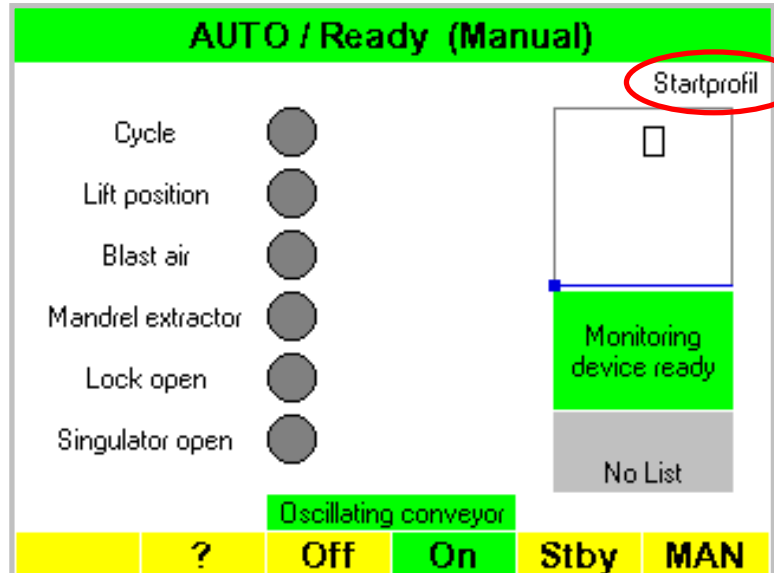 AUTO / Ready (Manual)
Startprofil
Cycle
Lift position
Blast air
Mandrel extractor
Lock open
Singulator open
Monitoring
device ready
No List
Oscillating conveyor
? Off On Stby MAN